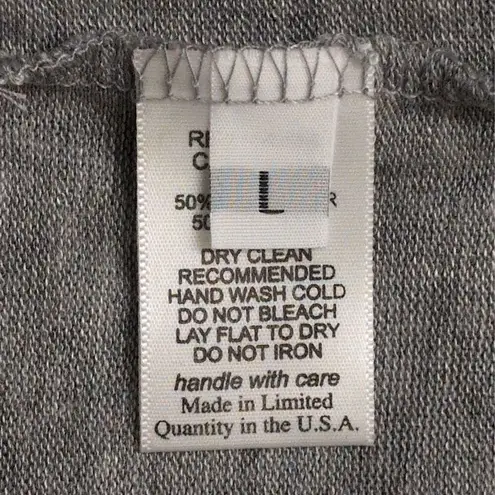 L
50%
DRY CLEAN
RECOMMENDED
HAND WASH COLD
DO NOT BLEACH
LAY FLAT TO DRY
DO NOT IRON
handle with care
Made in Limited
Quantity in the U.S.A.